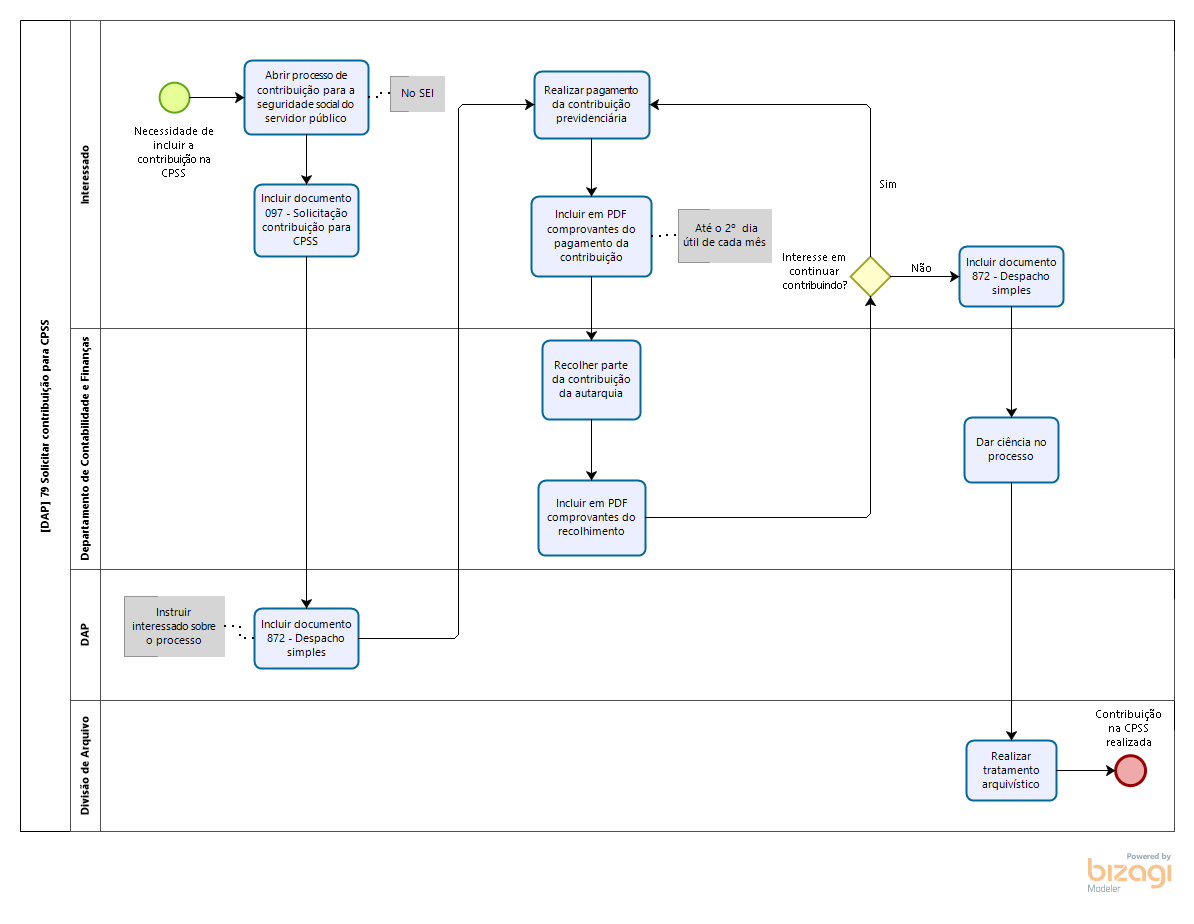 [DAP] 79 Solicitar contribuição para CPSS
Interessado
Necessidade de
incluir a
contribuição na
CPSS
Abrir processo de
contribuição para a
seguridade social do
servidor público
No SEI
Incluir documento
097 - Solicitação
contribuição para
CPSS
Realizar pagamento
da contribuição
previdenciária
Incluir em PDF
comprovantes do
pagamento da
contribuição
Até o 2º dia
útil de cada mês
Interesse em
continuar
contribuindo?
Sim
Não
Incluir documento
872 - Despacho
simples
Departamento de Contabilidade e Finanças
Recolher parte
da contribuição
da autarquia
Incluir em PDF
comprovantes do
recolhimento
Dar ciência no
processo
DAP
Instruir
interessado sobre
o processo
Incluir documento
872 - Despacho
simples
Divisão de Arquivo
Realizar
tratamento
arquivístico
Contribuição
na CPSS
realizada
Powered by
bizagi
Modeler